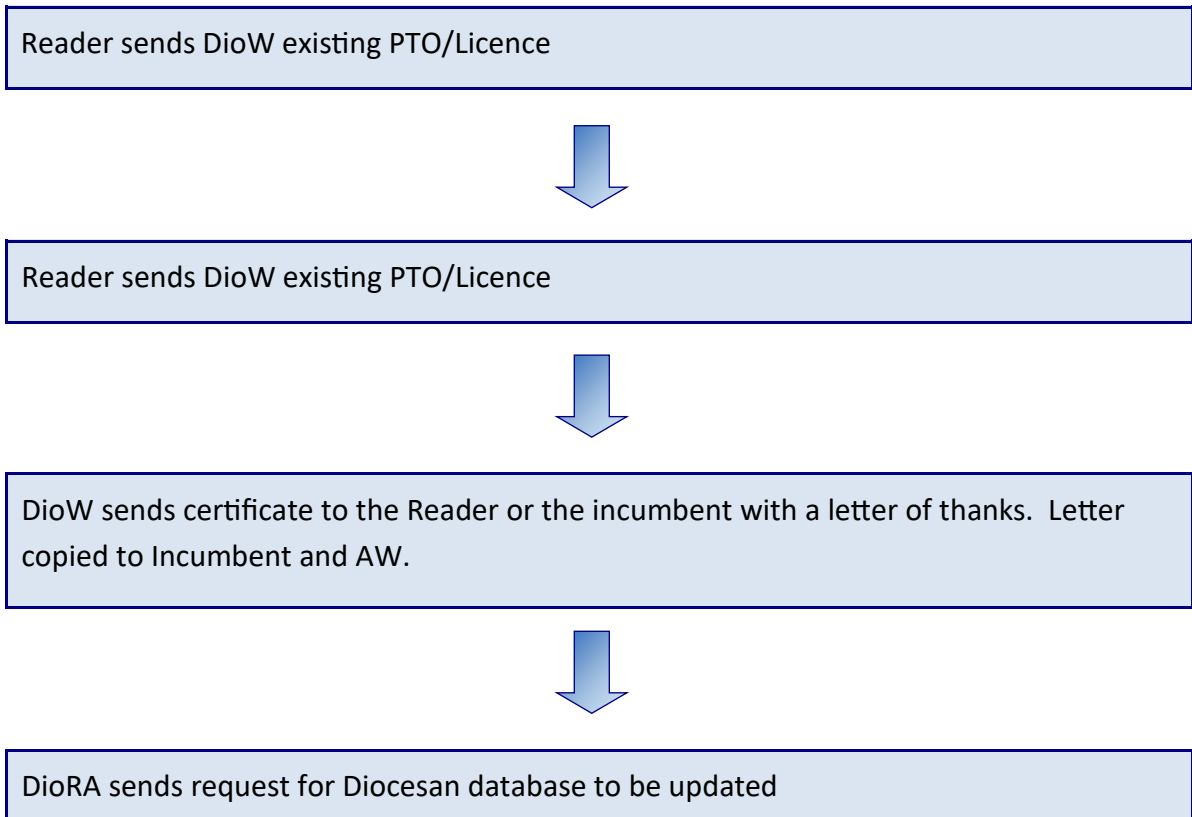 Reader sends DioW existing PTO/Licence
Reader sends DioW existing PTO/Licence
DioW sends certificate to the Reader or the incumbent with a letter of thanks.  Letter
copied to Incumbent and AW.
DioRA sends request for Diocesan database to be updated